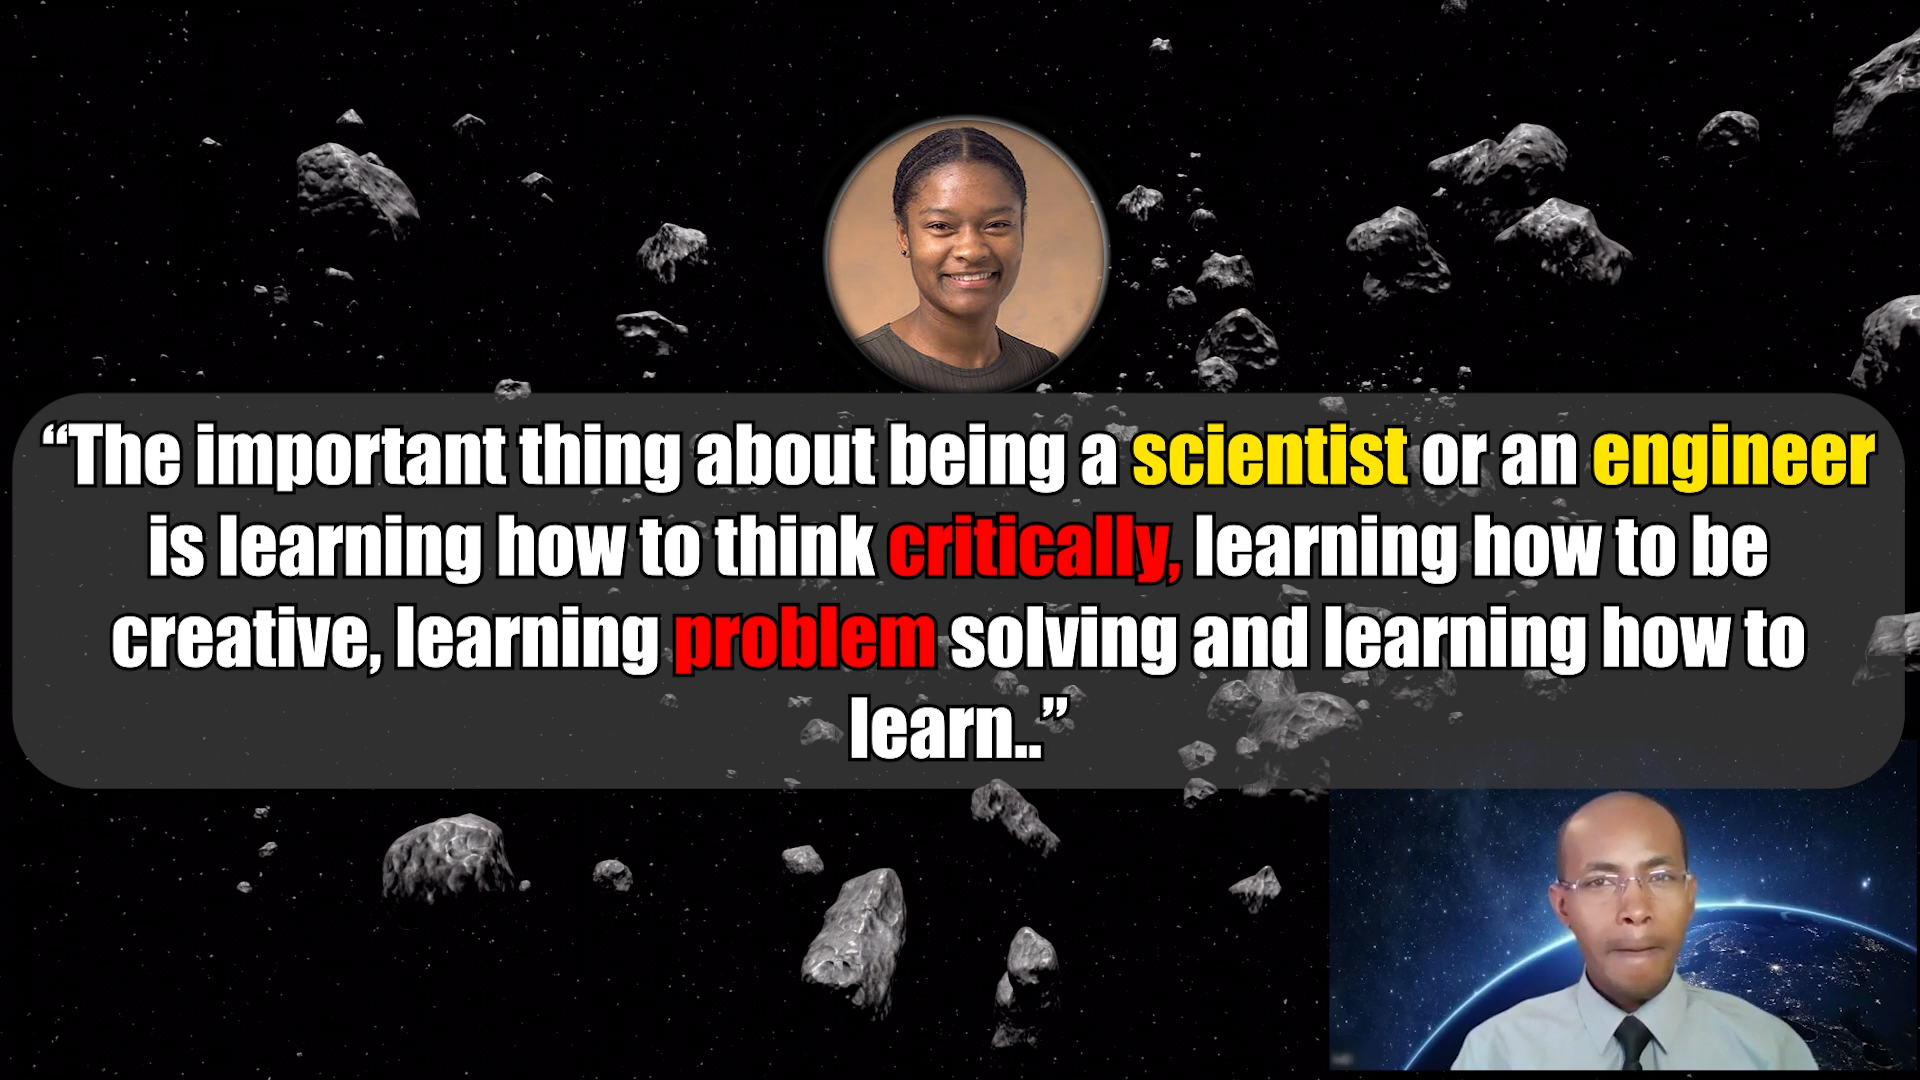 “The important thing about being a scientist or an engineer
is learning how to think critically, learning how to be
creative, learning problem solving and learning how to
learn..”